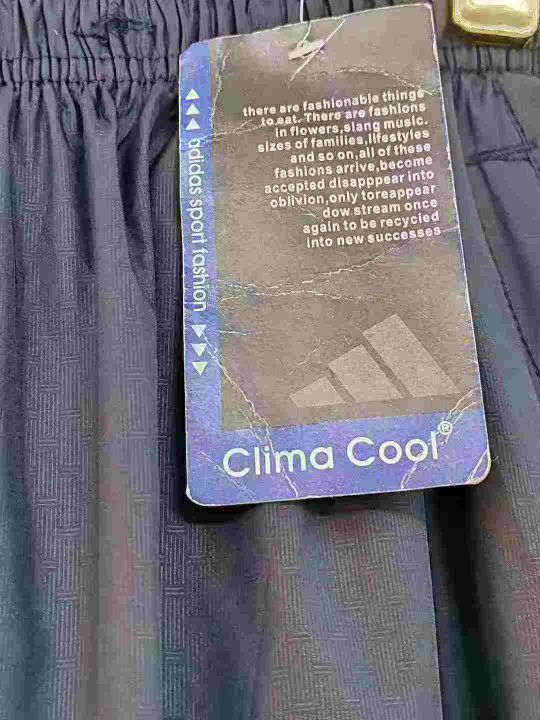 there are fashionable things
to eat. There are fashions
in flowers,slang music.
sizes of families,lifestyles
and so on,all of these
fashions arrive,become
accepted disapppear into
oblivion,only toreappear
dow stream once
again to be recycled
into new successes
adidas sport fashion
Clima Cool®